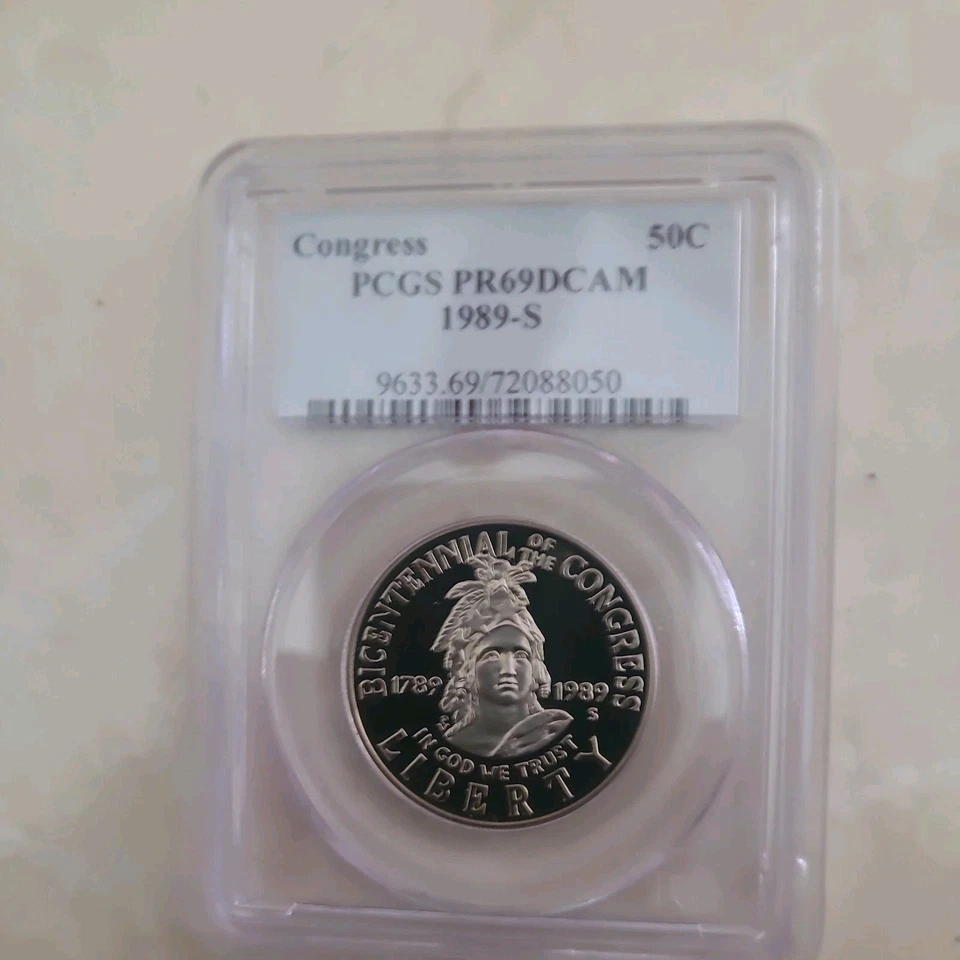 Congress 50C
PCGS PR69DCAM
1989-S
9633.69/72088050
BICENTENNIAL OF THE CONGRESS
1789 1989
S
IN GOD WE TRUST
LIBERTY